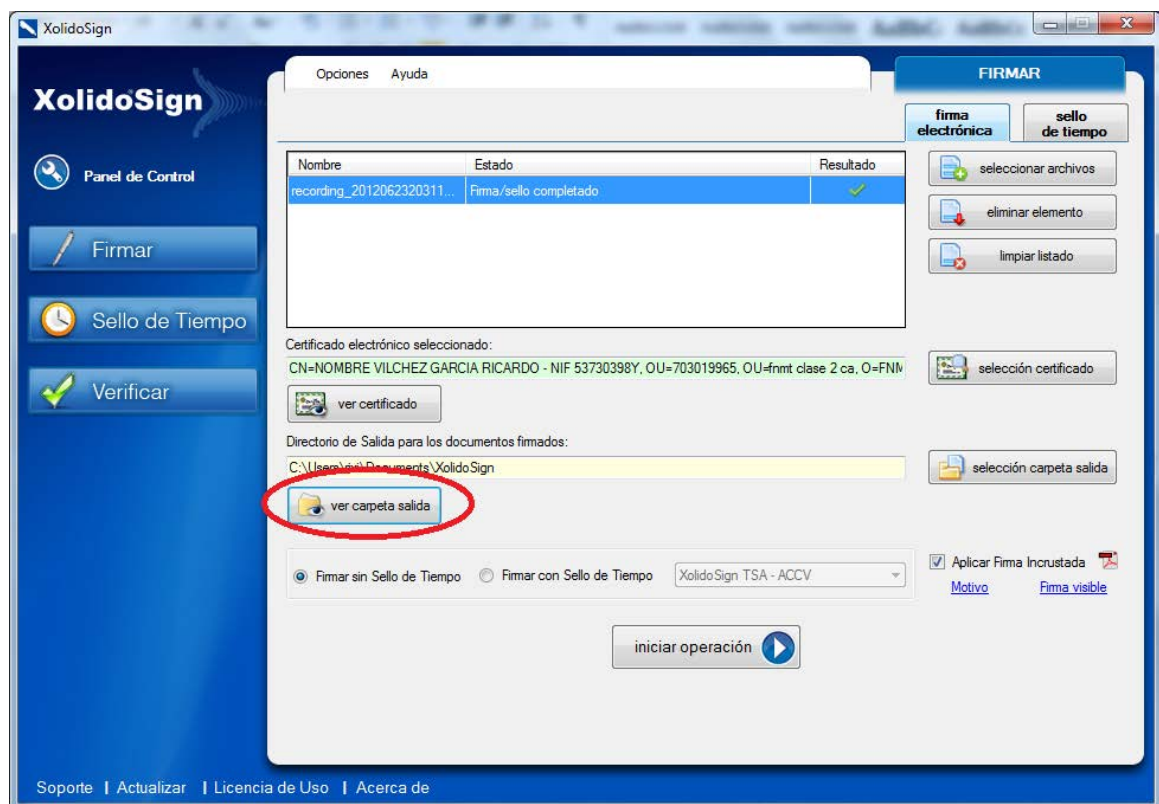 XolidoSign
XolidoSign
Panel de Control
Firmar
Sello de Tiempo
Verificar
Opciones Ayuda
FIRMAR
firma
electrónica
sello
de tiempo
Nombre Estado Resultado
recording_2012062320311... Firma/sello completado
seleccionar archivos
eliminar elemento
limpiar listado
Certificado electrónico seleccionado:
CN=NOMBRE VILCHEZ GARCIA RICARDO - NIF 53730398Y, OU=703019965, OU=fnmt clase 2 ca, O=FNM
selección certificado
ver certificado
Directorio de Salida para los documentos firmados:
C:\Users\rivi\Documents\XolidoSign
selección carpeta salida
ver carpeta salida
Firmar sin Sello de Tiempo Firmar con Sello de Tiempo XolidoSign TSA - ACCV
Aplicar Firma Incrustada
Motivo Firma visible
iniciar operación
Soporte | Actualizar | Licencia de Uso | Acerca de